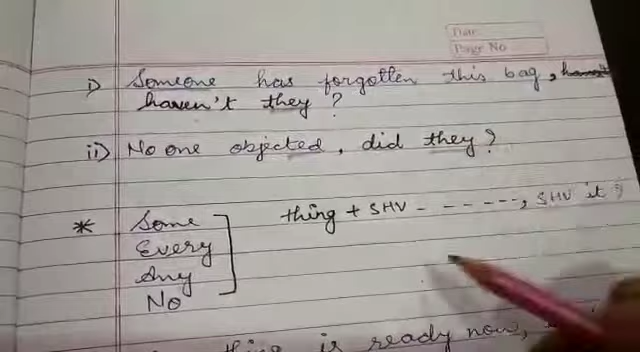 Date
Page No
i) Someone has forgotten this bag,
haven't they?
ii) No one objected, did they?
* Some
Every
Any
No
thing + SHV - - - - - -, SHV it?
thing is ready now,